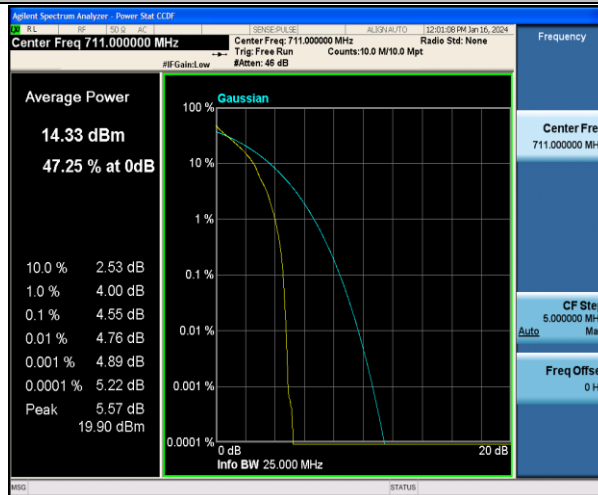 Agilent Spectrum Analyzer - Power Stat CCDF
RL RF 50 Ω AC SENSE:PULSE ALIGN AUTO 12:01:08 PM Jan 16, 2024
Center Freq 711.000000 MHz
Center Freq: 711.000000 MHz Radio Std: None
Trig: Free Run Counts:10.0 M/10.0 Mpt
#IFGain:Low #Atten: 46 dB
Frequency
Average Power
14.33 dBm
47.25 % at 0dB
10.0 % 2.53 dB
1.0 % 4.00 dB
0.1 % 4.55 dB
0.01 % 4.76 dB
0.001 % 4.89 dB
0.0001 % 5.22 dB
Peak 5.57 dB
19.90 dBm
Gaussian
100 %
10 %
1 %
0.1 %
0.01 %
0.001 %
0.0001 %
0 dB 20 dB
Info BW 25.000 MHz
Center Fre
711.000000 MH
CF Ste
5.000000 MH
Auto Ma
Freq Offse
0 H
MSG STATUS